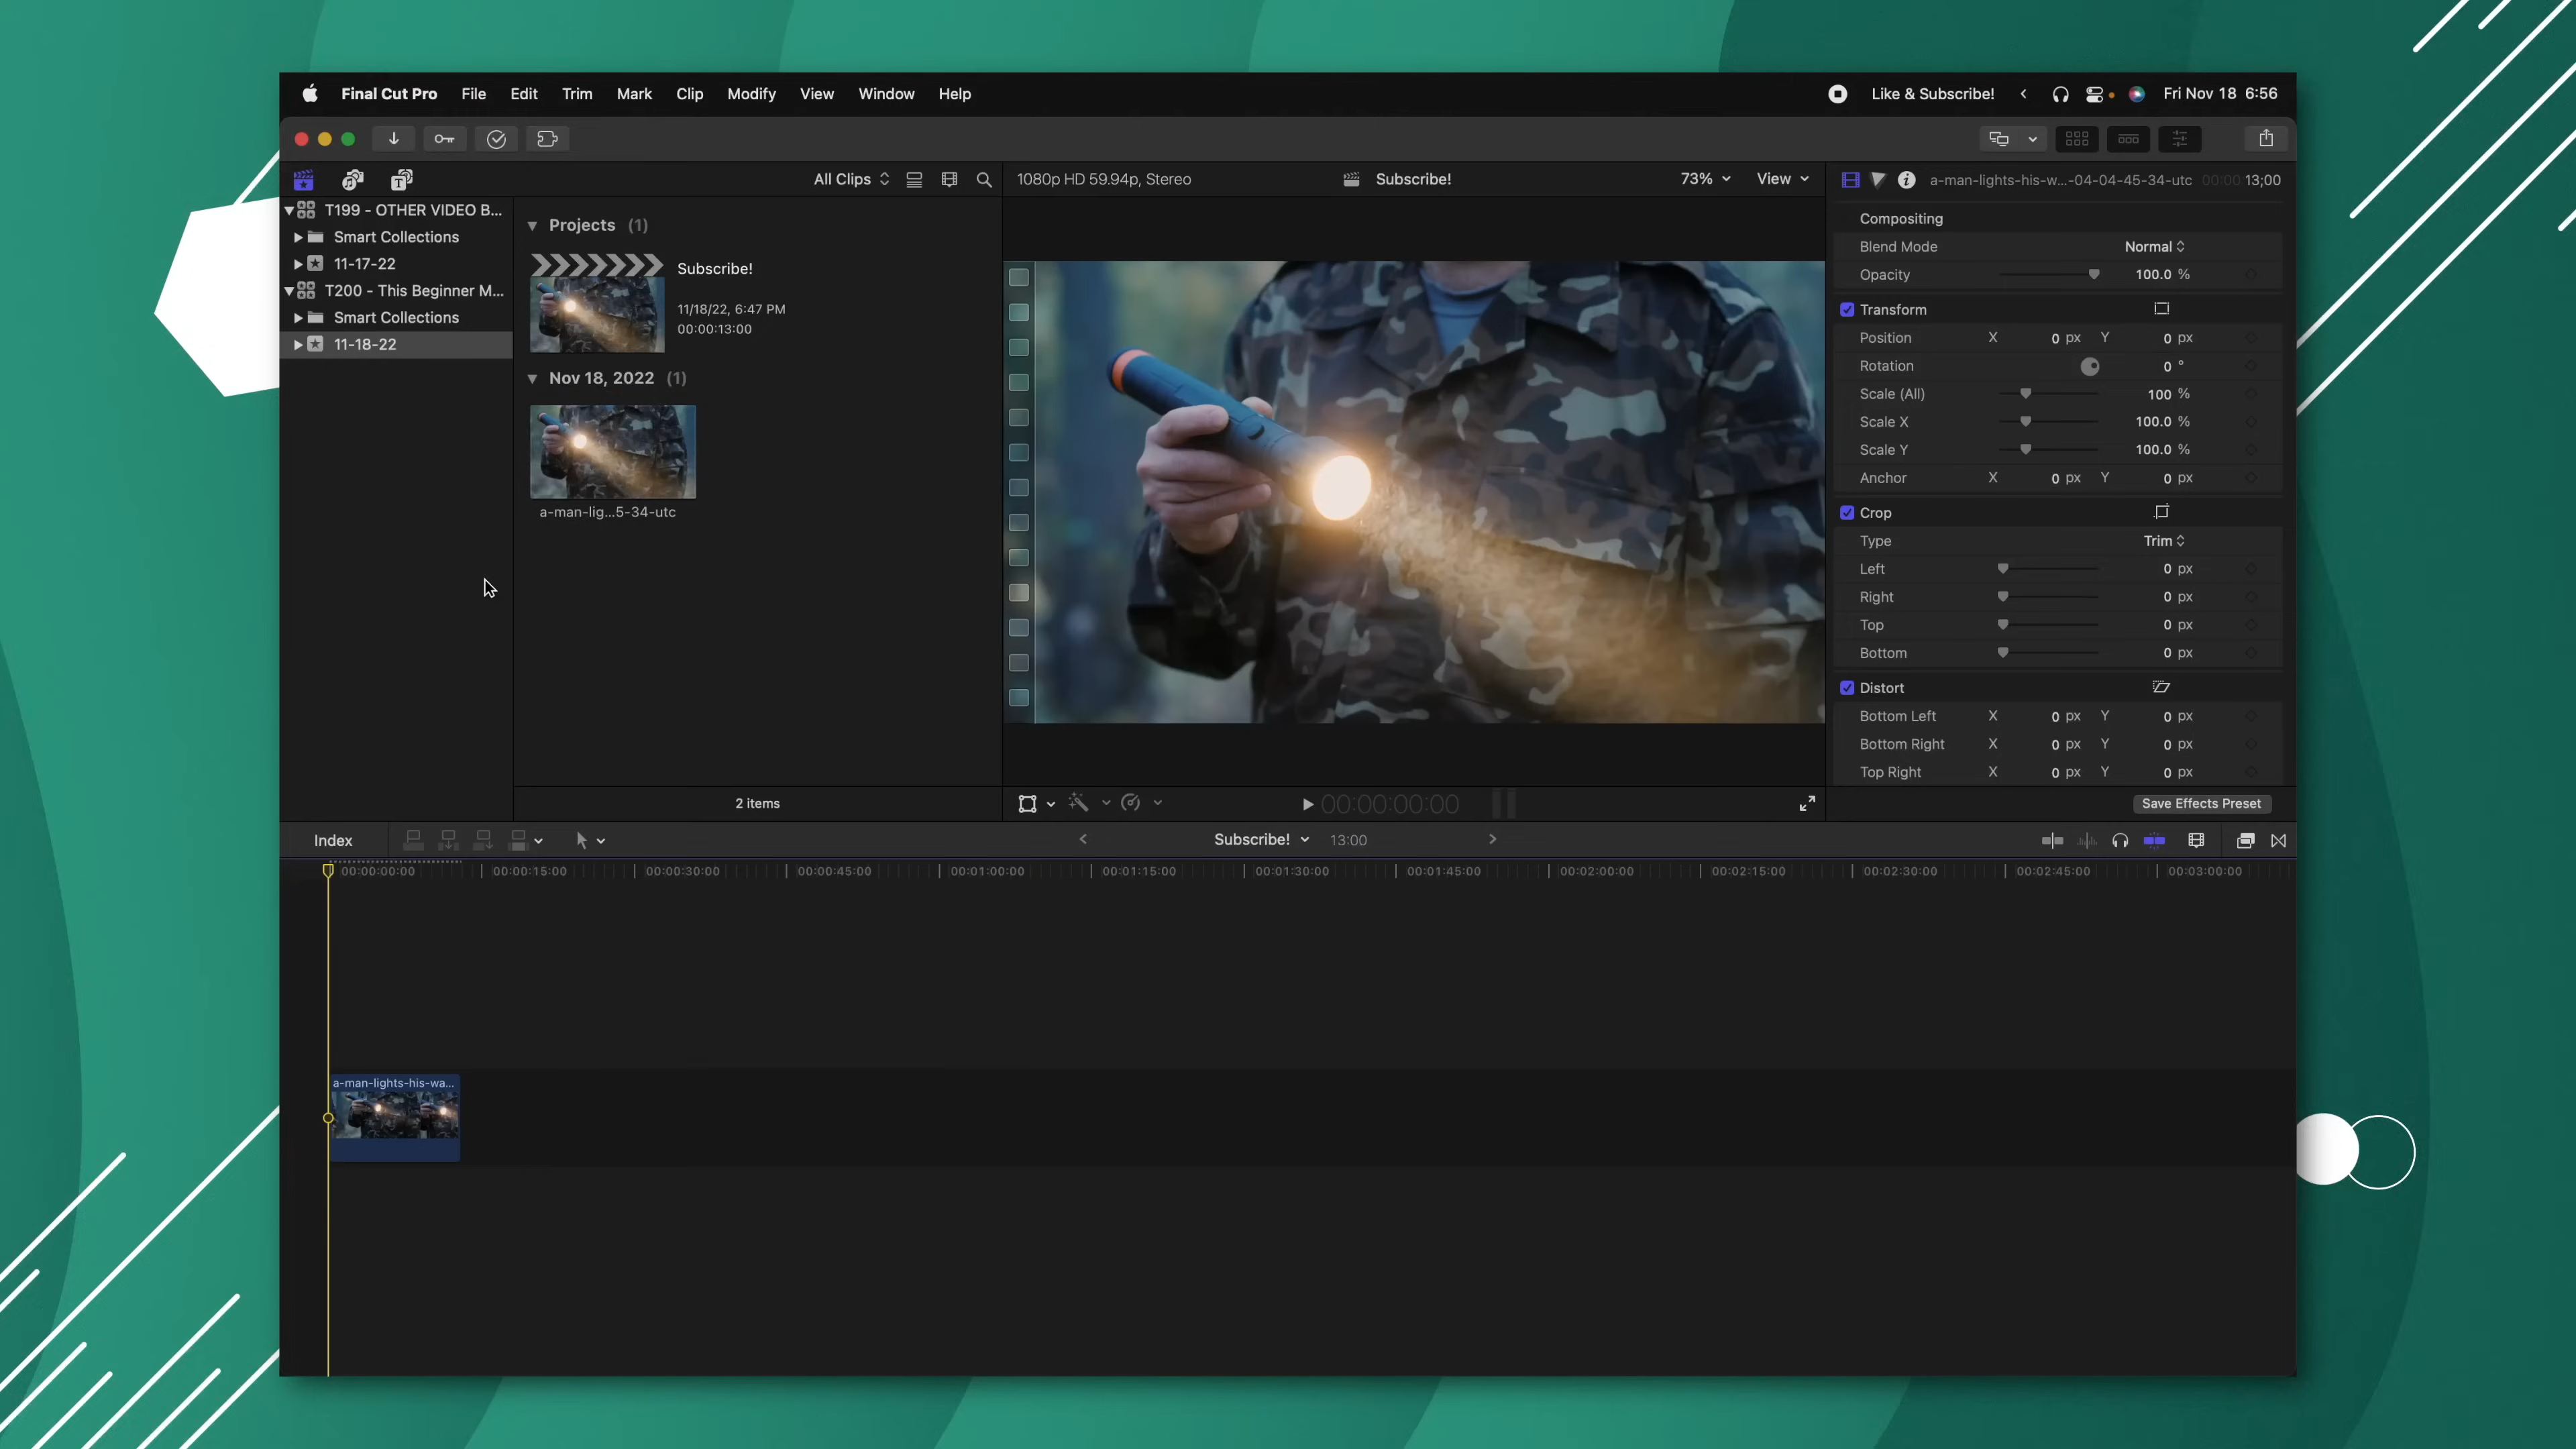 Final Cut Pro File Edit Trim Mark Clip Modify View Window Help
Like & Subscribe! Fri Nov 18 6:56
All Clips
1080p HD 59.94p, Stereo
Subscribe!
73%
View
a-man-lights-his-w...-04-04-45-34-utc
00:00 13;00
T199 - OTHER VIDEO B...
Smart Collections
11-17-22
T200 - This Beginner M...
Smart Collections
11-18-22
Projects (1)
Subscribe!
11/18/22, 6:47 PM
00:00:13:00
Nov 18, 2022 (1)
a-man-lig...5-34-utc
2 items
Compositing
Blend Mode Normal
Opacity 100.0 %
Transform
Position X 0 px Y 0 px
Rotation 0 °
Scale (All) 100 %
Scale X 100.0 %
Scale Y 100.0 %
Anchor X 0 px Y 0 px
Crop
Type Trim
Left 0 px
Right 0 px
Top 0 px
Bottom 0 px
Distort
Bottom Left X 0 px Y 0 px
Bottom Right X 0 px Y 0 px
Top Right X 0 px Y 0 px
00:00:00:00
Save Effects Preset
Index
Subscribe! 13:00
00:00:00:00 00:00:15:00 00:00:30:00 00:00:45:00 00:01:00:00 00:01:15:00 00:01:30:00 00:01:45:00 00:02:00:00 00:02:15:00 00:02:30:00 00:02:45:00 00:03:00:00
a-man-lights-his-wa...